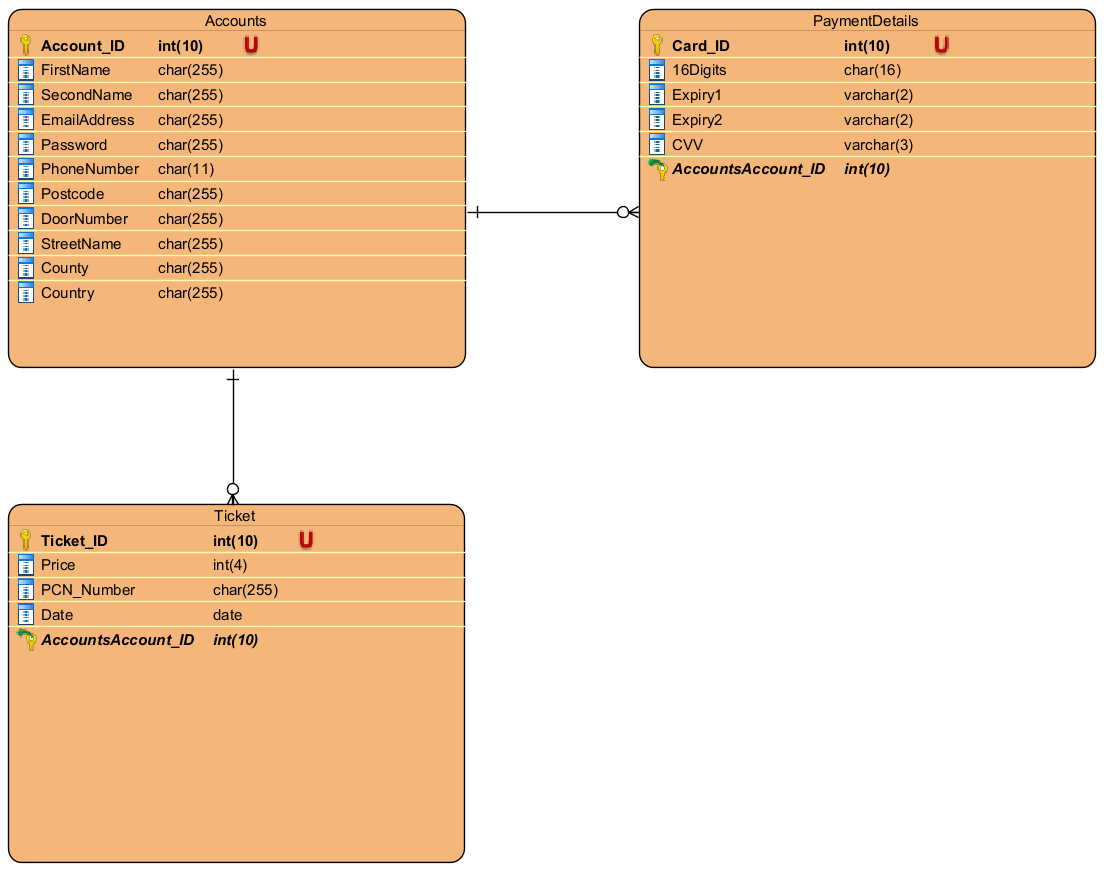 Accounts
Account_ID int(10) U
FirstName char(255)
SecondName char(255)
EmailAddress char(255)
Password char(255)
PhoneNumber char(11)
Postcode char(255)
DoorNumber char(255)
StreetName char(255)
County char(255)
Country char(255)
PaymentDetails
Card_ID int(10) U
16Digits char(16)
Expiry1 varchar(2)
Expiry2 varchar(2)
CVV varchar(3)
AccountsAccount_ID int(10)
Ticket
Ticket_ID int(10) U
Price int(4)
PCN_Number char(255)
Date date
AccountsAccount_ID int(10)